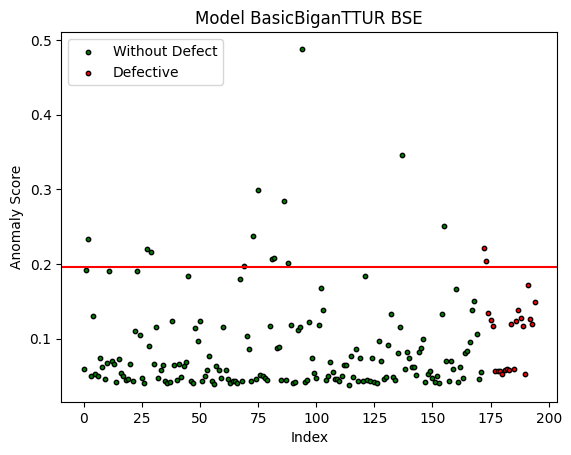 Model BasicBiganTTUR BSE
Without Defect
Defective
0.5
0.4
0.3
0.2
0.1
Anomaly Score
0 25 50 75 100 125 150 175 200
Index